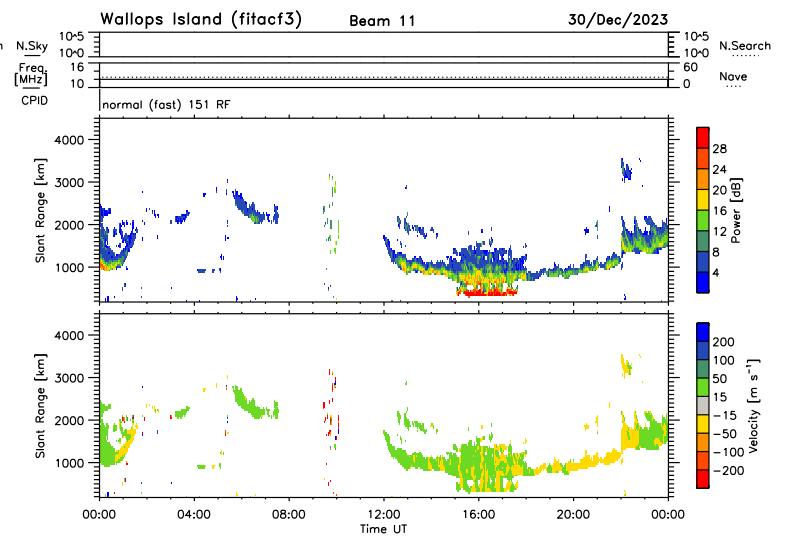 Wallops Island (fitacf3) Beam 11 30/Dec/2023
N.Sky 10^5 10^5 N.Search
10^0 10^0
Freq. 16 60 Nave
[MHz] 10 0
CPID normal (fast) 151 RF
Slant Range [km]
4000
3000
2000
1000
28
24
20
16
12
8
4
Power [dB]
Slant Range [km]
4000
3000
2000
1000
200
100
50
15
-15
-50
-100
-200
Velocity [m s⁻¹]
00:00 04:00 08:00 12:00 16:00 20:00 00:00
Time UT